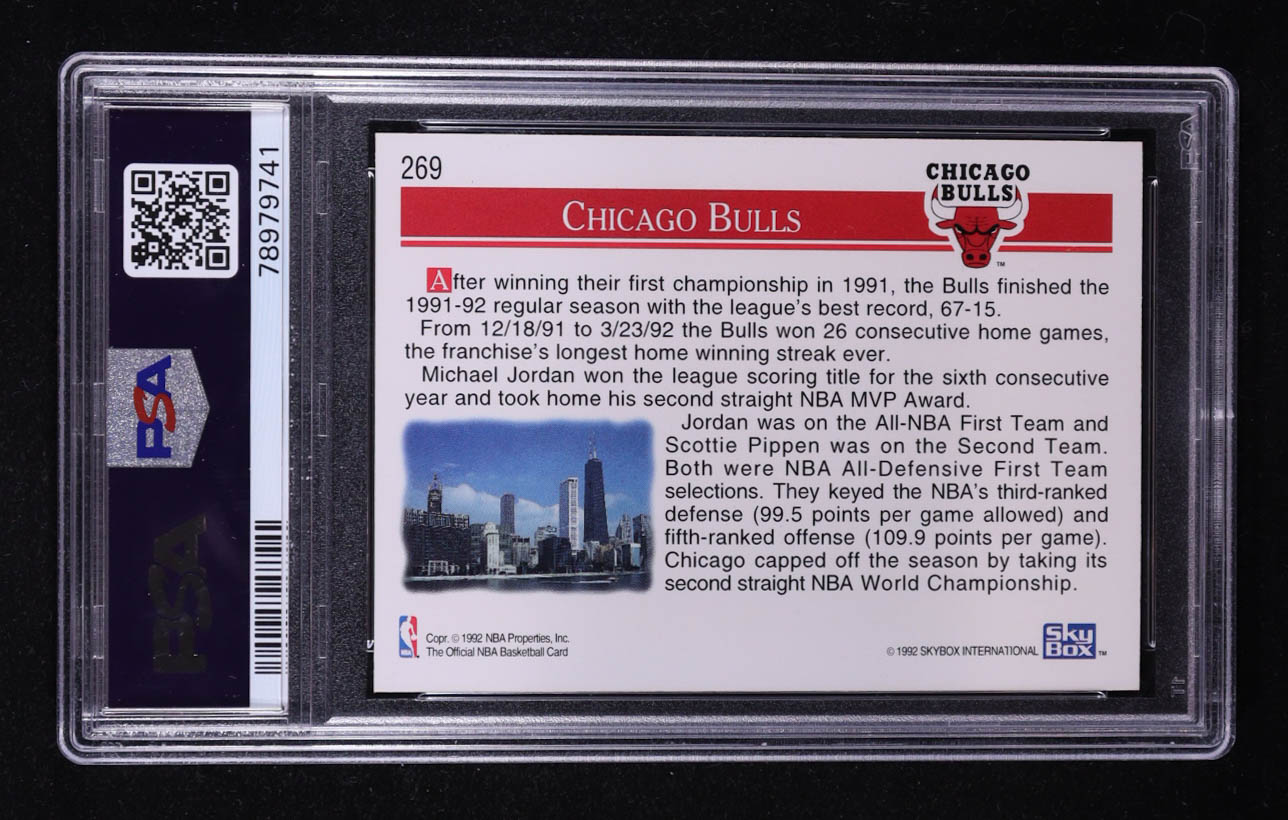 78979741
PSA
PSA
269
CHICAGO
BULLS
CHICAGO BULLS
TM
After winning their first championship in 1991, the Bulls finished the
1991-92 regular season with the league's best record, 67-15.
From 12/18/91 to 3/23/92 the Bulls won 26 consecutive home games,
the franchise's longest home winning streak ever.
Michael Jordan won the league scoring title for the sixth consecutive
year and took home his second straight NBA MVP Award.
Jordan was on the All-NBA First Team and
Scottie Pippen was on the Second Team.
Both were NBA All-Defensive First Team
selections. They keyed the NBA's third-ranked
defense (99.5 points per game allowed) and
fifth-ranked offense (109.9 points per game).
Chicago capped off the season by taking its
second straight NBA World Championship.
NBA
Copr. © 1992 NBA Properties, Inc.
The Official NBA Basketball Card
© 1992 SKYBOX INTERNATIONAL
Sky
Box
TM
PSA